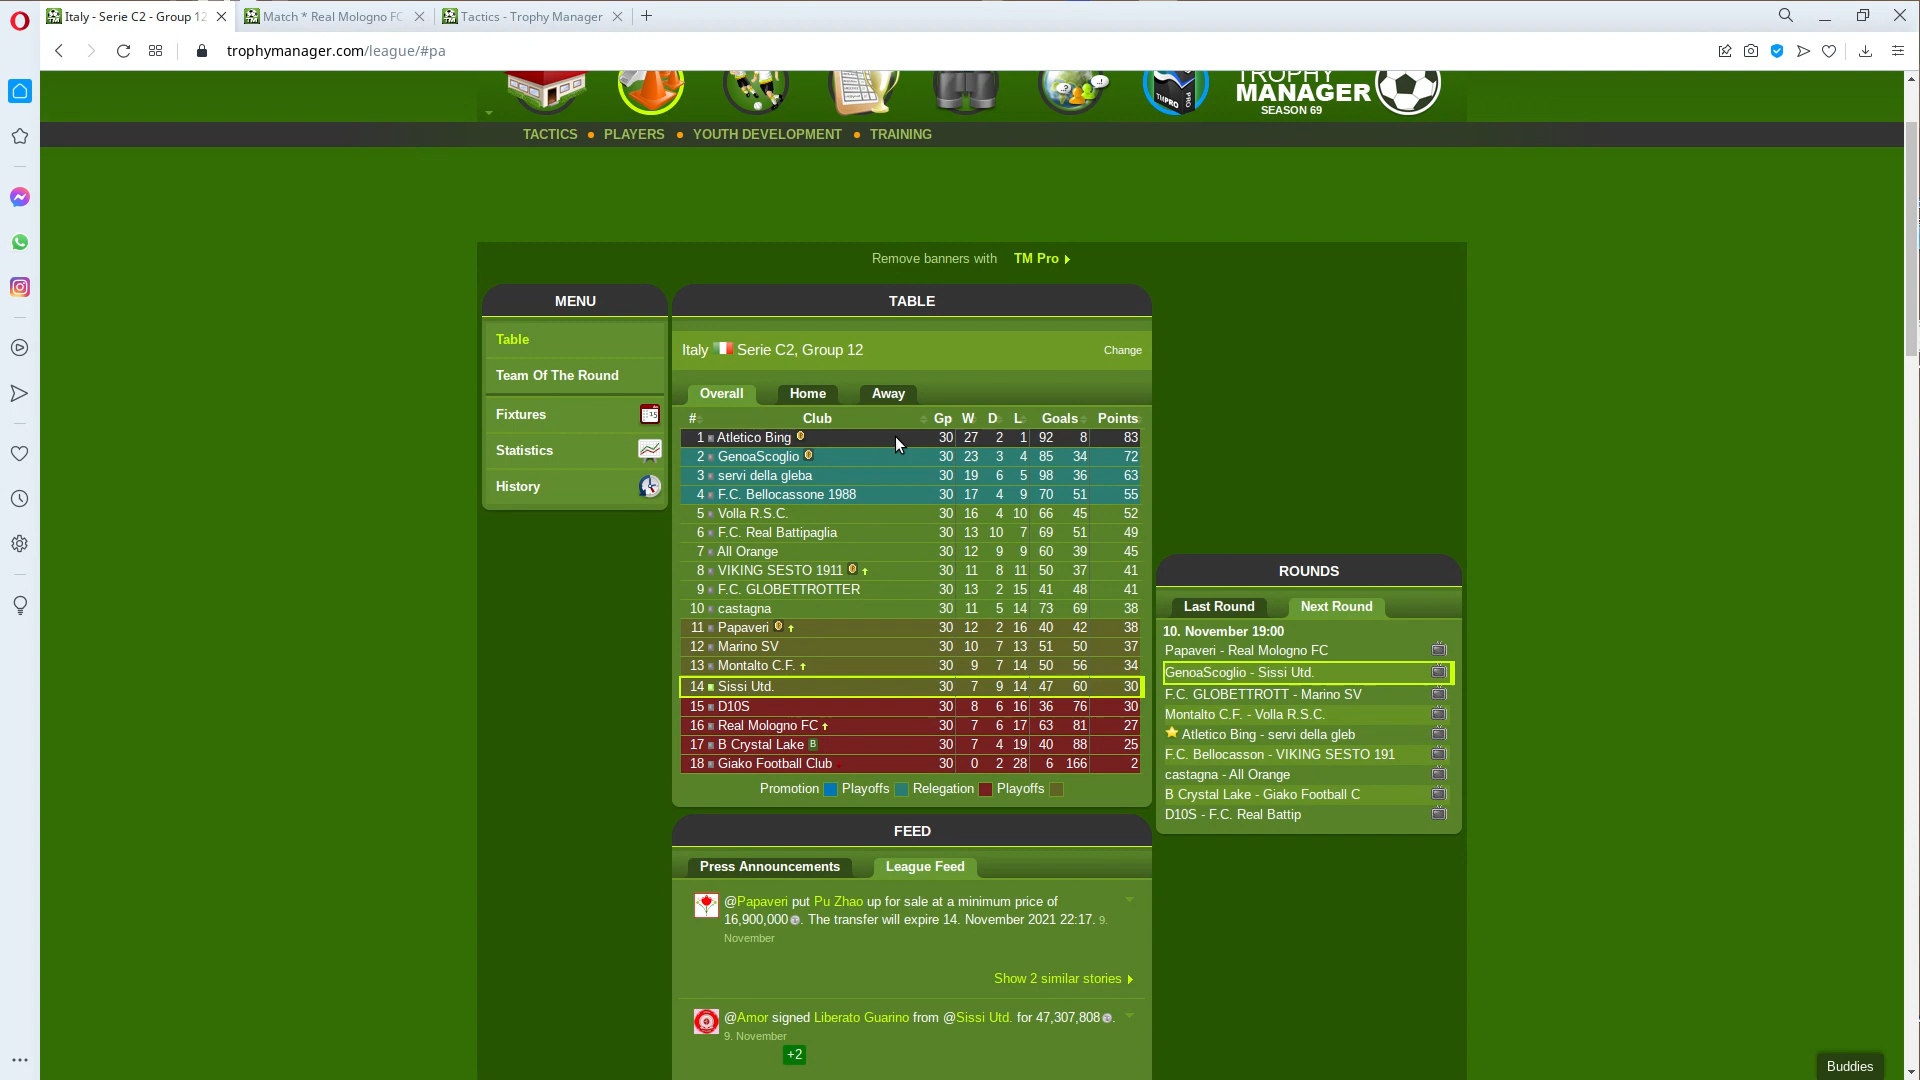 Italy - Serie C2 - Group 12
Match * Real Mologno FC
Tactics - Trophy Manager
trophymanager.com/league/#pa
TROPHY
MANAGER
SEASON 69
TACTICS • PLAYERS • YOUTH DEVELOPMENT • TRAINING
Remove banners with TM Pro
MENU
Table
Team Of The Round
Fixtures
Statistics
History
TABLE
Italy Serie C2, Group 12 Change
Overall Home Away
# Club Gp W D L Goals Points
1 Atletico Bing 30 27 2 1 92 8 83
2 GenoaScoglio 30 23 3 4 85 34 72
3 servi della gleba 30 19 6 5 98 36 63
4 F.C. Bellocassone 1988 30 17 4 9 70 51 55
5 Volla R.S.C. 30 16 4 10 66 45 52
6 F.C. Real Battipaglia 30 13 10 7 69 51 49
7 All Orange 30 12 9 9 60 39 45
8 VIKING SESTO 1911 30 11 8 11 50 37 41
9 F.C. GLOBETTROTTER 30 13 2 15 41 48 41
10 castagna 30 11 5 14 73 69 38
11 Papaveri 30 12 2 16 40 42 38
12 Marino SV 30 10 7 13 51 50 37
13 Montalto C.F. 30 9 7 14 50 56 34
14 Sissi Utd. 30 7 9 14 47 60 30
15 D10S 30 8 6 16 36 76 30
16 Real Mologno FC 30 7 6 17 63 81 27
17 B Crystal Lake B 30 7 4 19 40 88 25
18 Giako Football Club 30 0 2 28 6 166 2
Promotion Playoffs Relegation Playoffs
ROUNDS
Last Round Next Round
10. November 19:00
Papaveri - Real Mologno FC
GenoaScoglio - Sissi Utd.
F.C. GLOBETTROTT - Marino SV
Montalto C.F. - Volla R.S.C.
Atletico Bing - servi della gleb
F.C. Bellocasson - VIKING SESTO 191
castagna - All Orange
B Crystal Lake - Giako Football C
D10S - F.C. Real Battip
FEED
Press Announcements League Feed
@Papaveri put Pu Zhao up for sale at a minimum price of
16,900,000. The transfer will expire 14. November 2021 22:17. 9.
November
Show 2 similar stories
@Amor signed Liberato Guarino from @Sissi Utd. for 47,307,808.
9. November
+2
Buddies